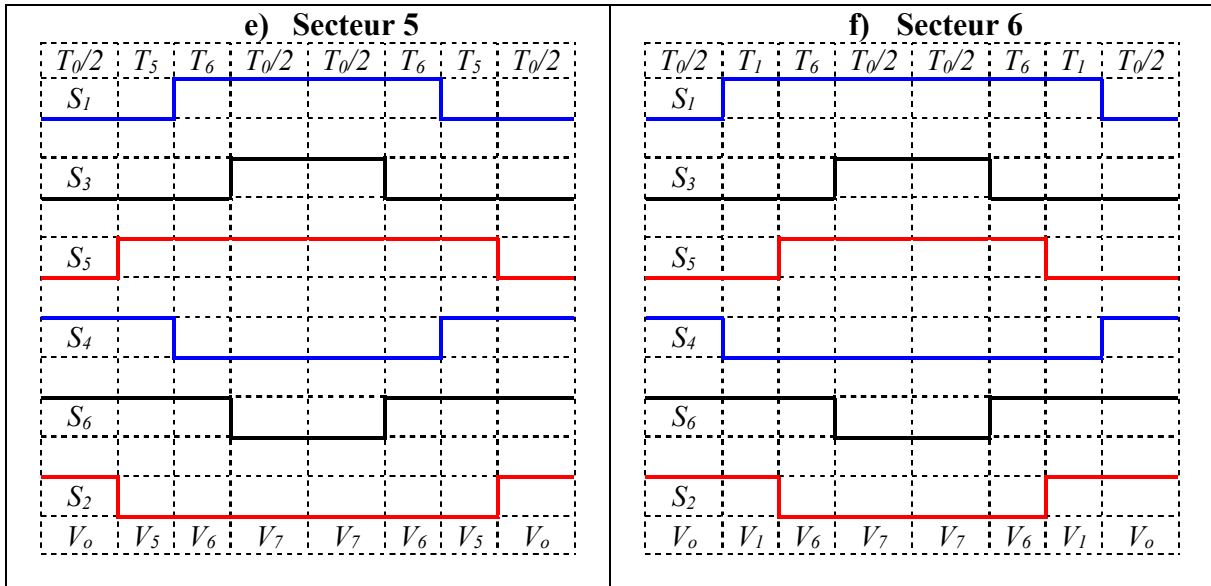 e) Secteur 5
T0/2 T5 T6 T0/2 T0/2 T6 T5 T0/2
S1
S3
S5
S4
S6
S2
Vo V5 V6 V7 V7 V6 V5 Vo
f) Secteur 6
T0/2 T1 T6 T0/2 T0/2 T6 T1 T0/2
S1
S3
S5
S4
S6
S2
Vo V1 V6 V7 V7 V6 V1 Vo